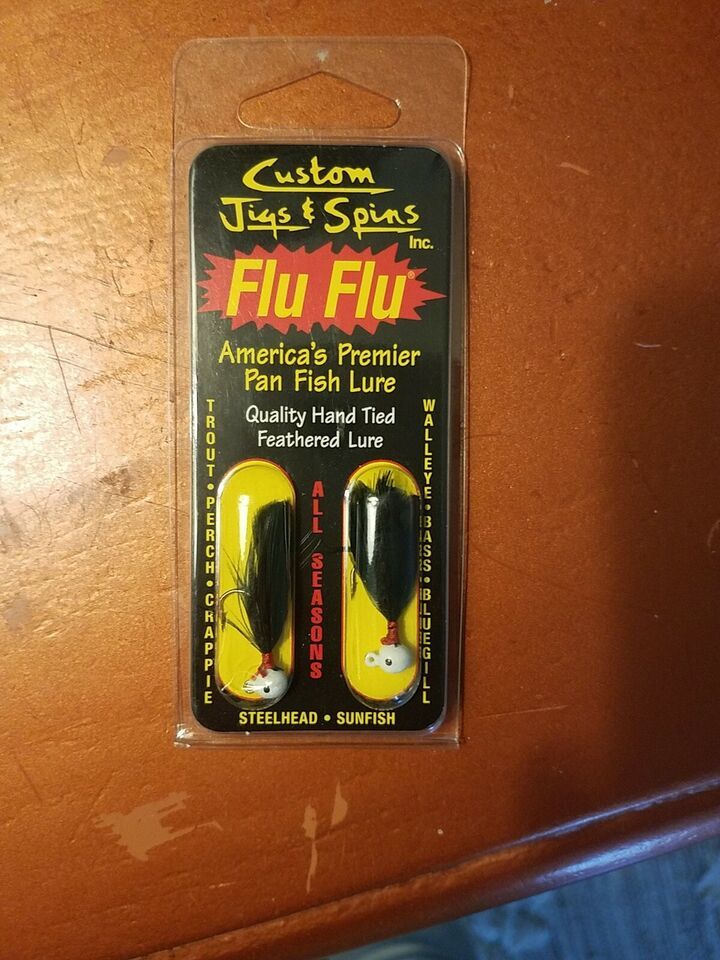 Custom
Jigs & Spins
Inc.
Flu Flu®
America's Premier
Pan Fish Lure
Quality Hand Tied
Feathered Lure
TROUT • PERCH • CRAPPIE
ALL SEASONS
WALLEYE • BASS • BLUEGILL
STEELHEAD • SUNFISH